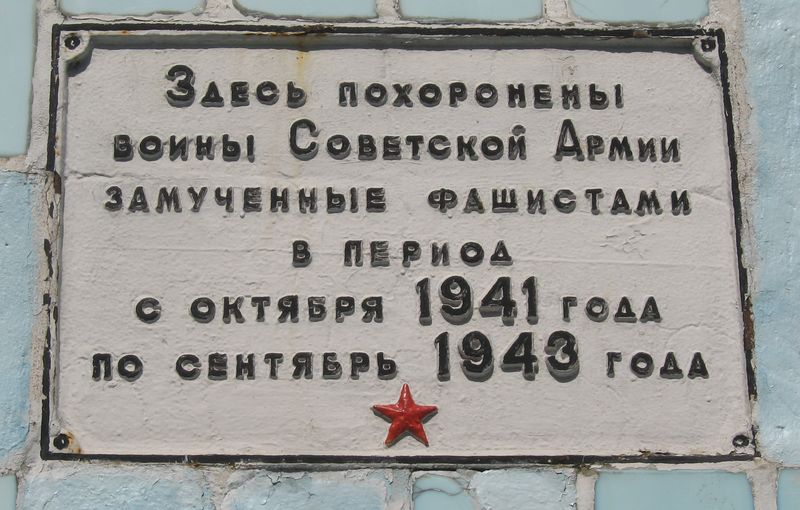 Здесь похоронены
воины Советской Армии
замученные фашистами
в период
с октября 1941 года
по сентябрь 1943 года